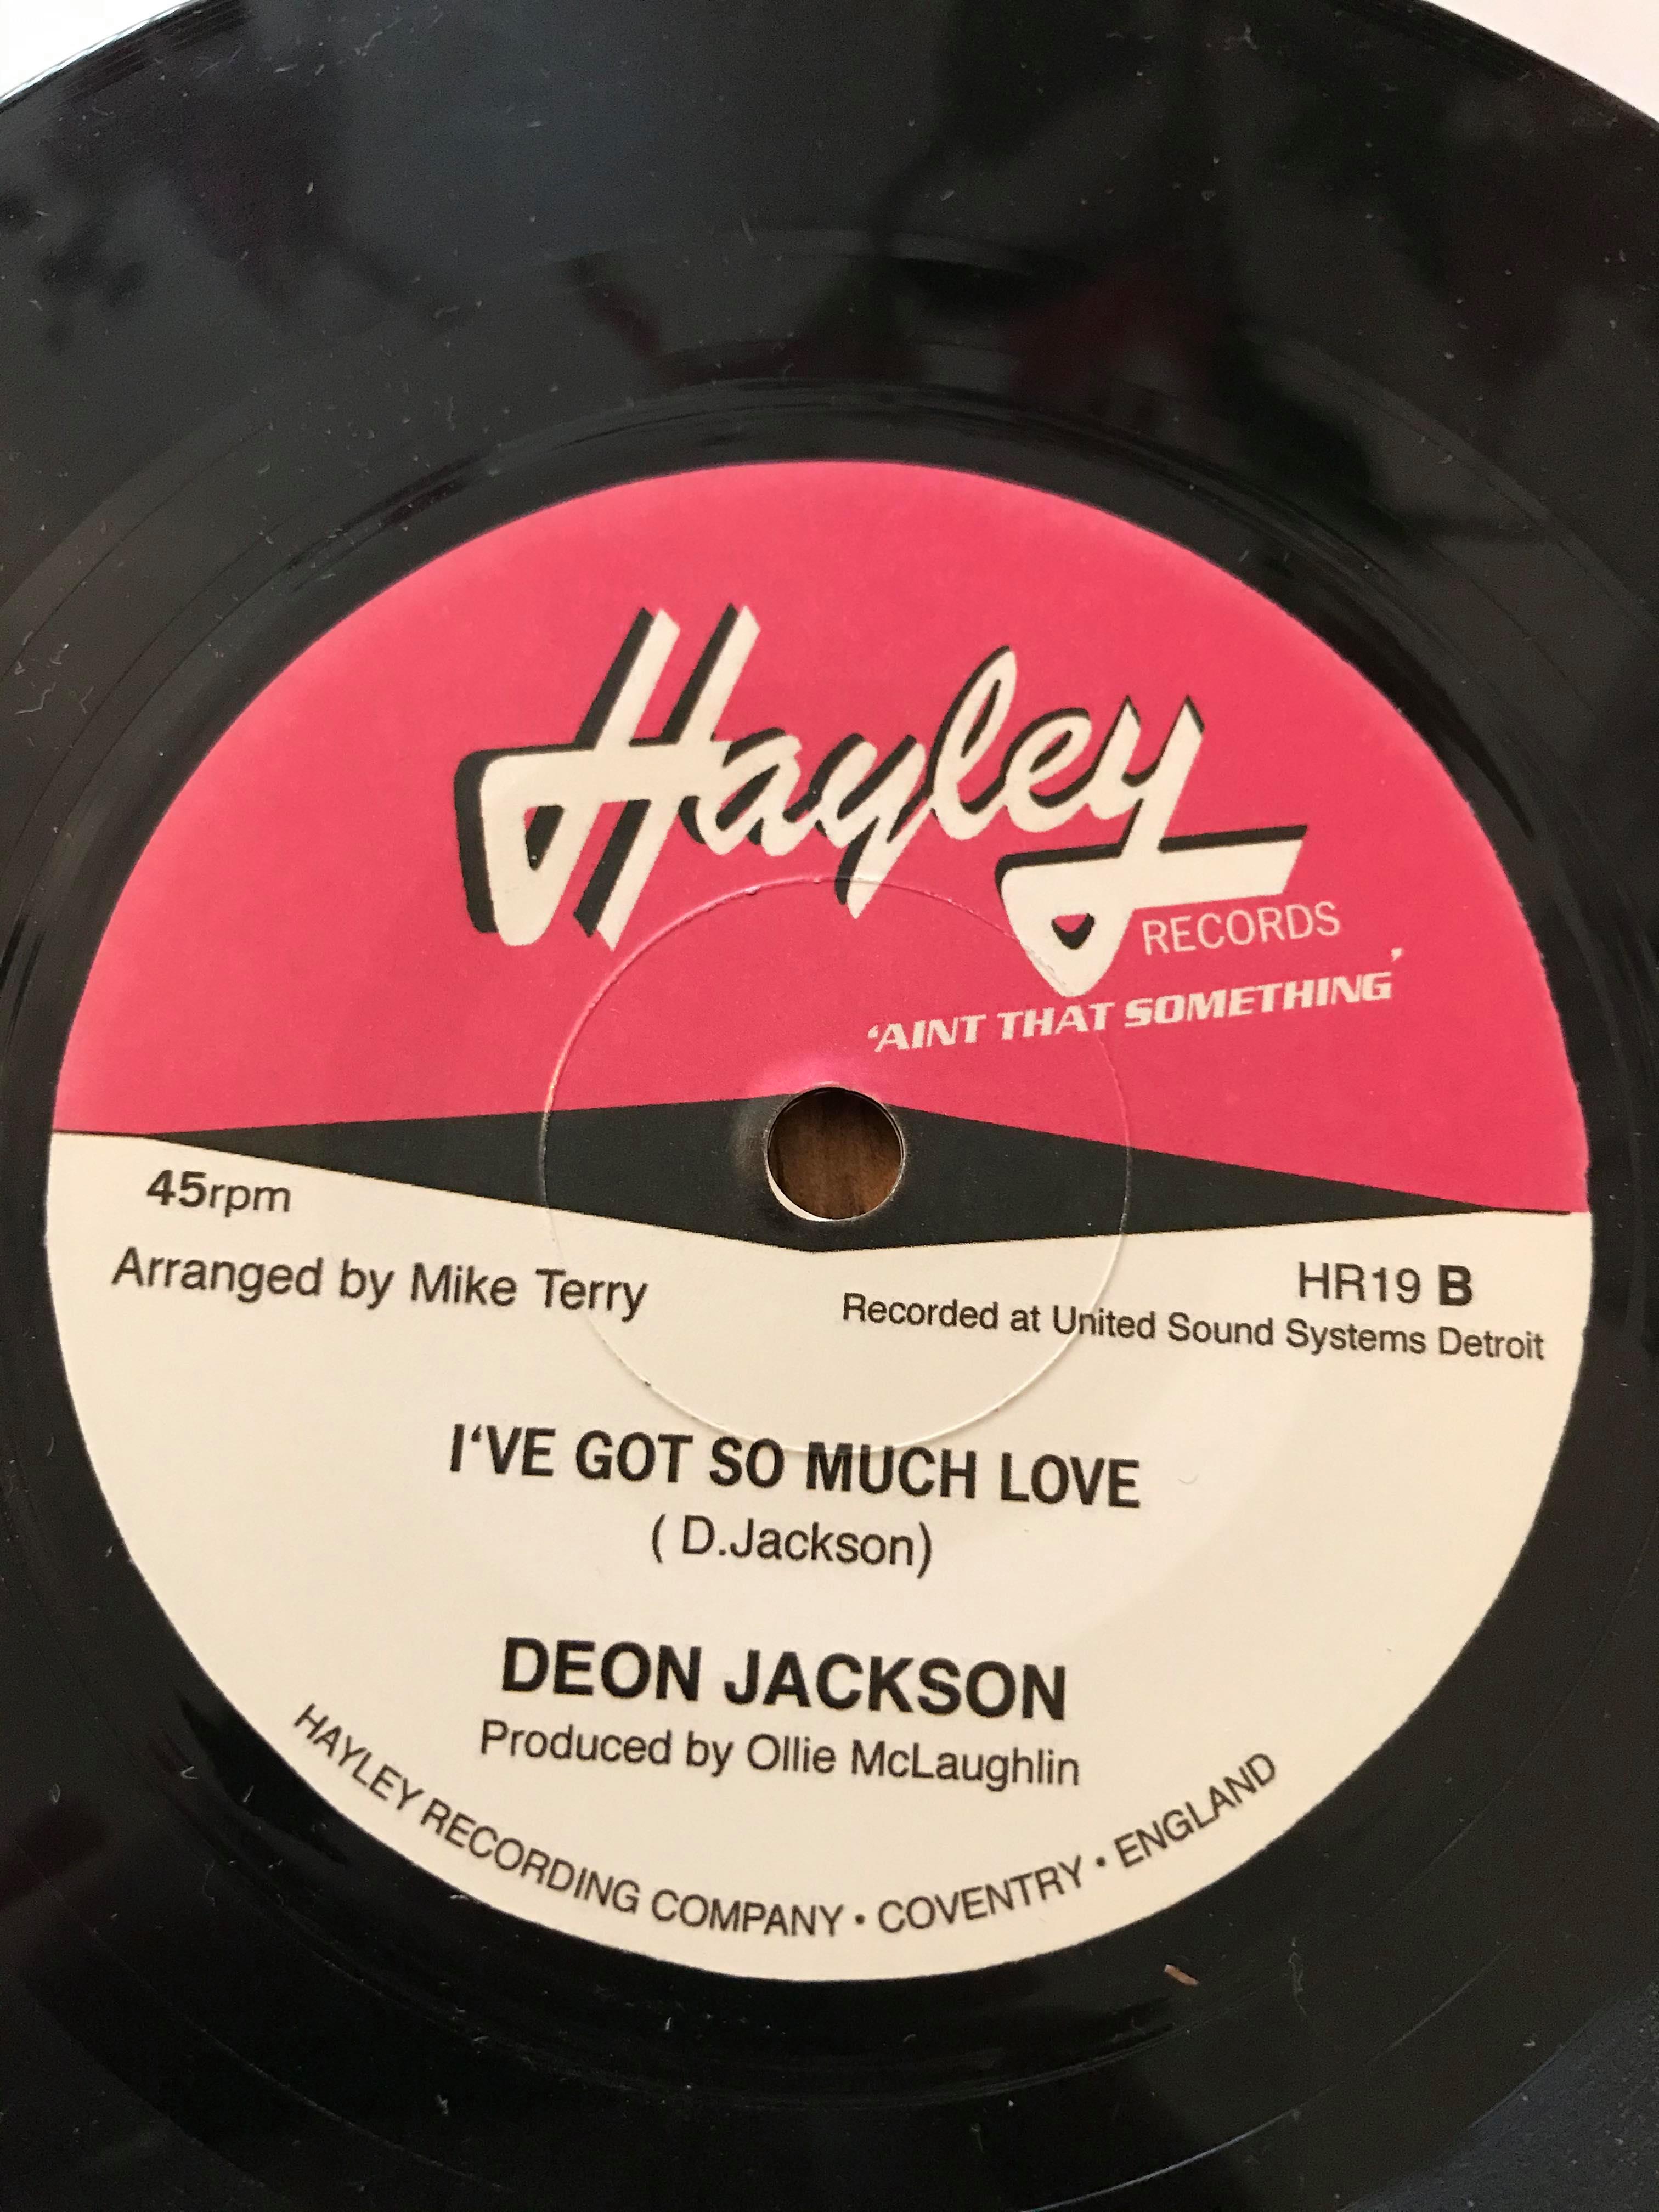 Hayley
RECORDS
'AINT THAT SOMETHING'
45rpm
HR19 B
Arranged by Mike Terry
Recorded at United Sound Systems Detroit
I‘VE GOT SO MUCH LOVE
( D.Jackson)
DEON JACKSON
Produced by Ollie McLaughlin
HAYLEY RECORDING COMPANY • COVENTRY • ENGLAND